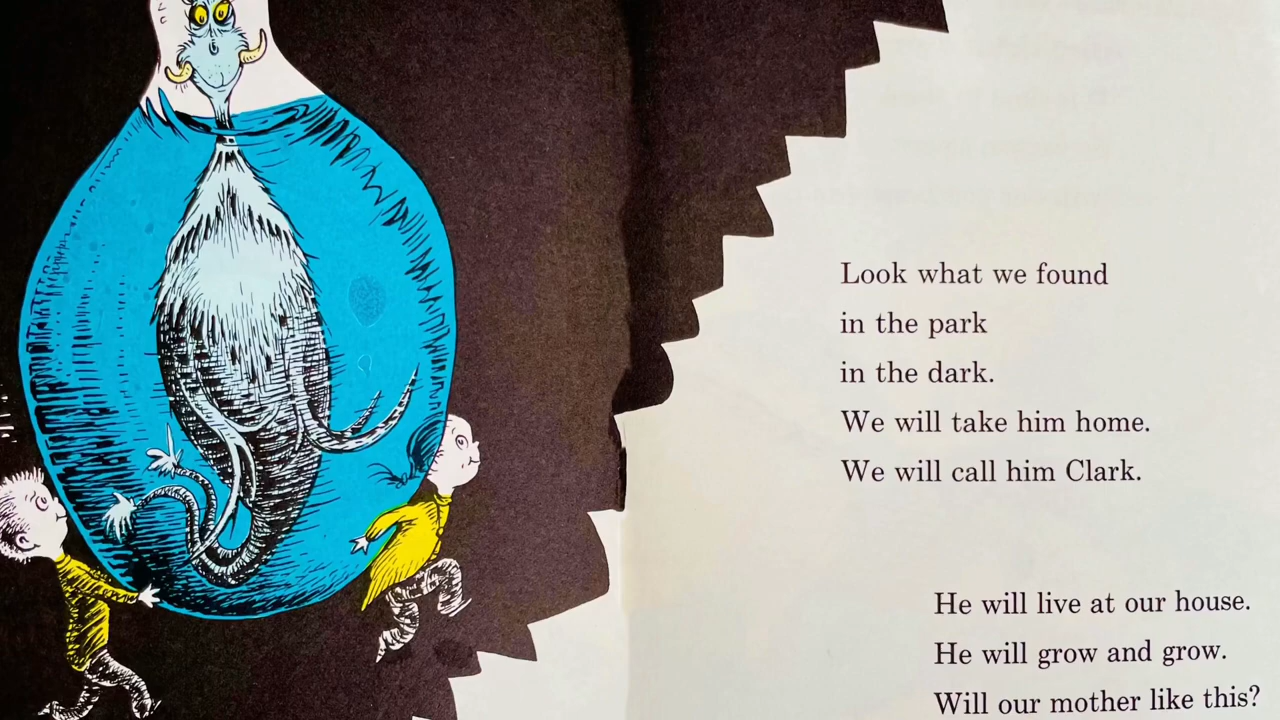 Look what we found
in the park
in the dark.
We will take him home.
We will call him Clark.
He will live at our house.
He will grow and grow.
Will our mother like this?